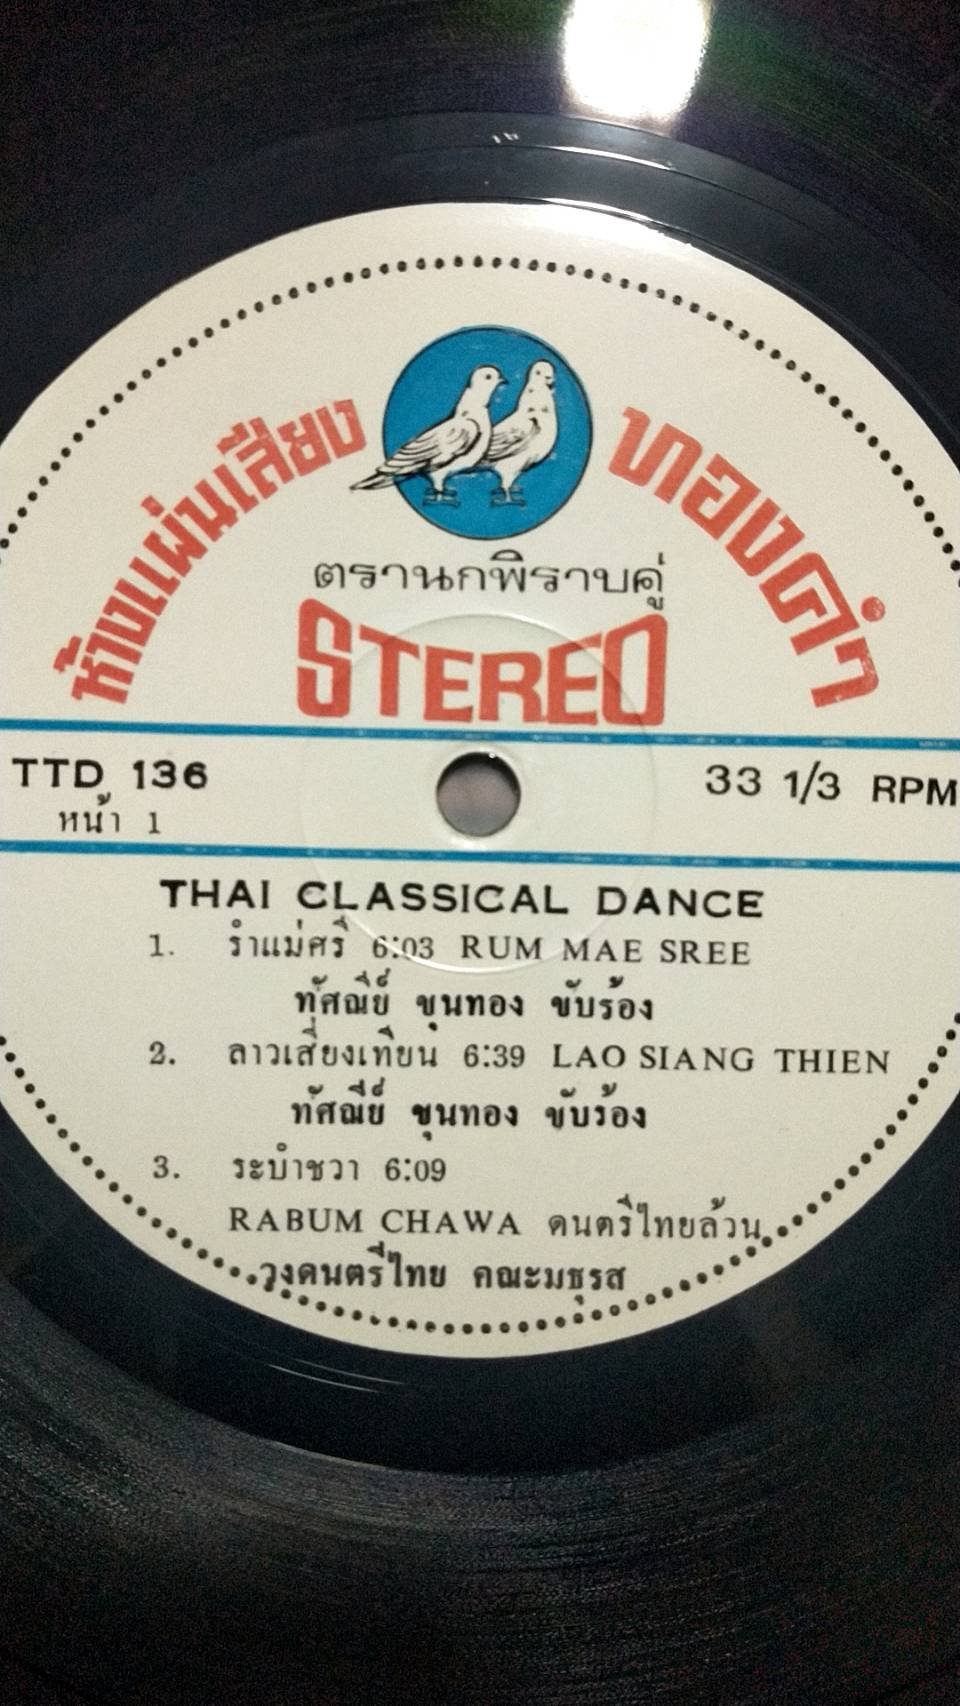 ห้างแผ่นเสียง ทองคำ
ตรานกพิราบคู่
STEREO
TTD 136
หน้า 1
33 1/3 RPM
THAI CLASSICAL DANCE
1. รำแม่ศรี 6:03 RUM MAE SREE
ทัศณีย์ ขุนทอง ขับร้อง
2. ลาวเสี่ยงเทียน 6:39 LAO SIANG THIEN
ทัศณีย์ ขุนทอง ขับร้อง
3. ระบำชวา 6:09
RABUM CHAWA ดนตรีไทยล้วน
วงดนตรีไทย คณะมธุรส